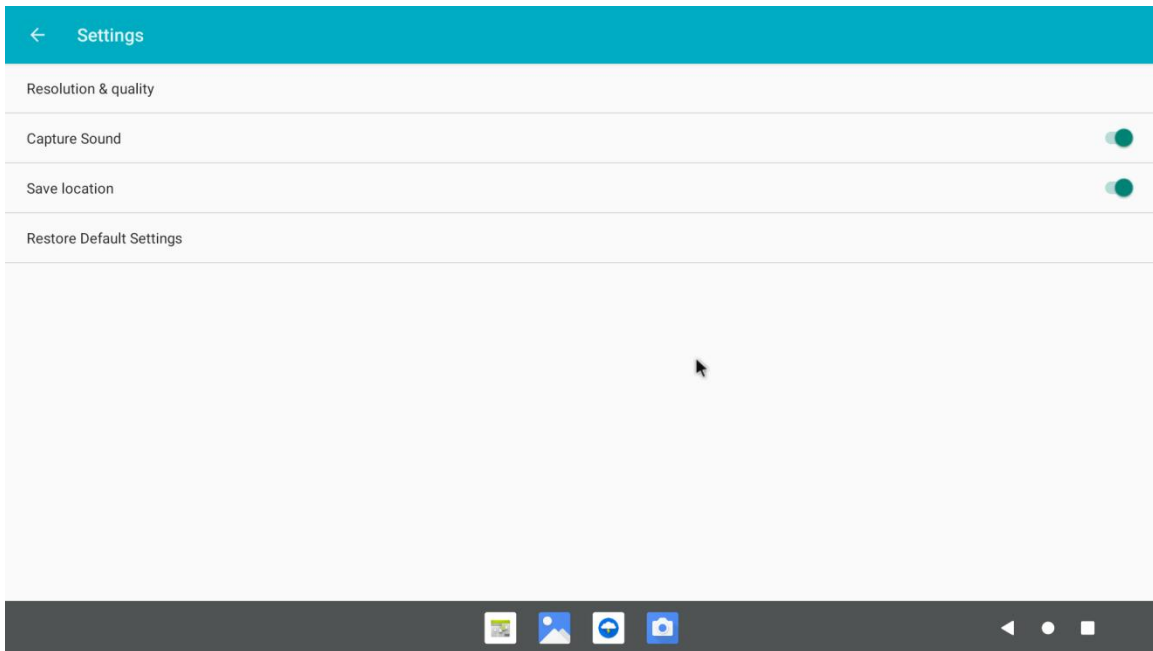 Settings
Resolution & quality
Capture Sound
Save location
Restore Default Settings